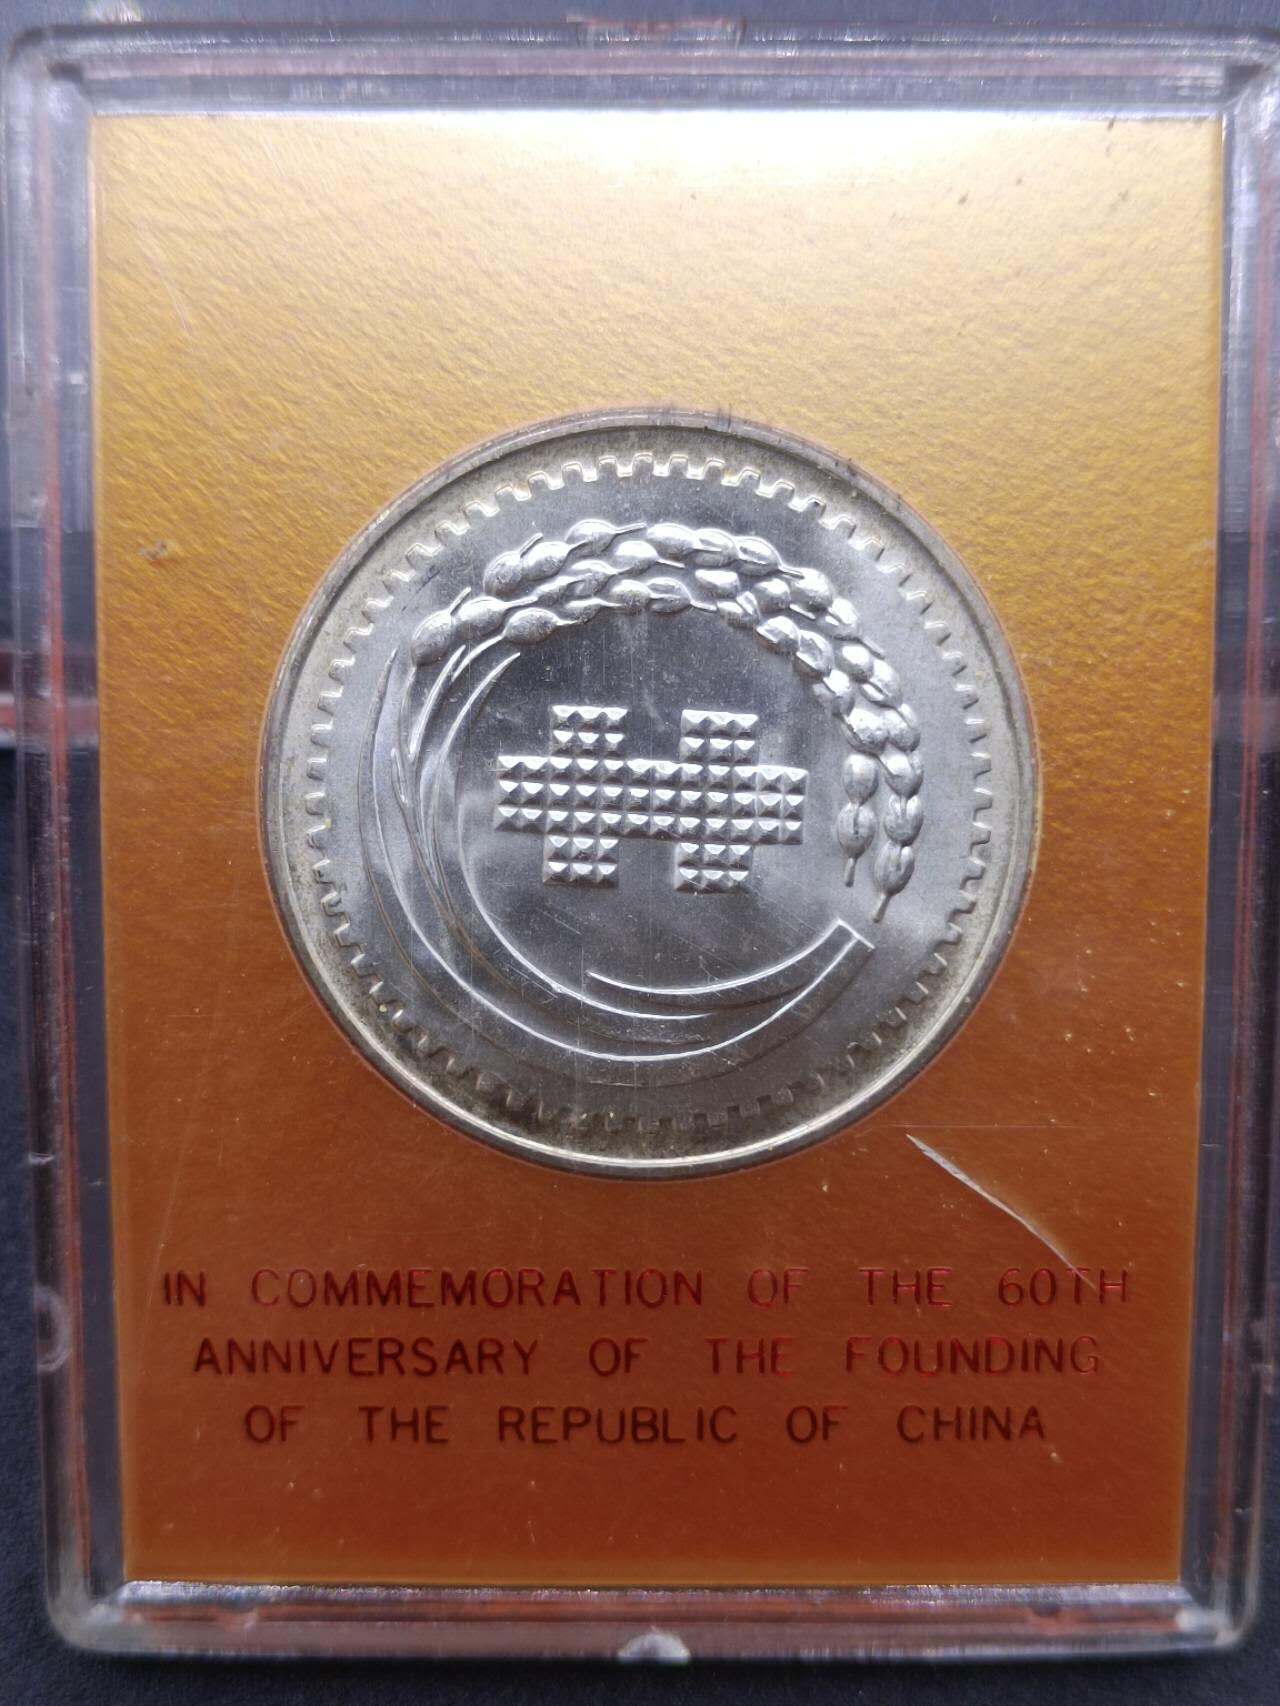 IN COMMEMORATION OF THE 60TH
ANNIVERSARY OF THE FOUNDING
OF THE REPUBLIC OF CHINA